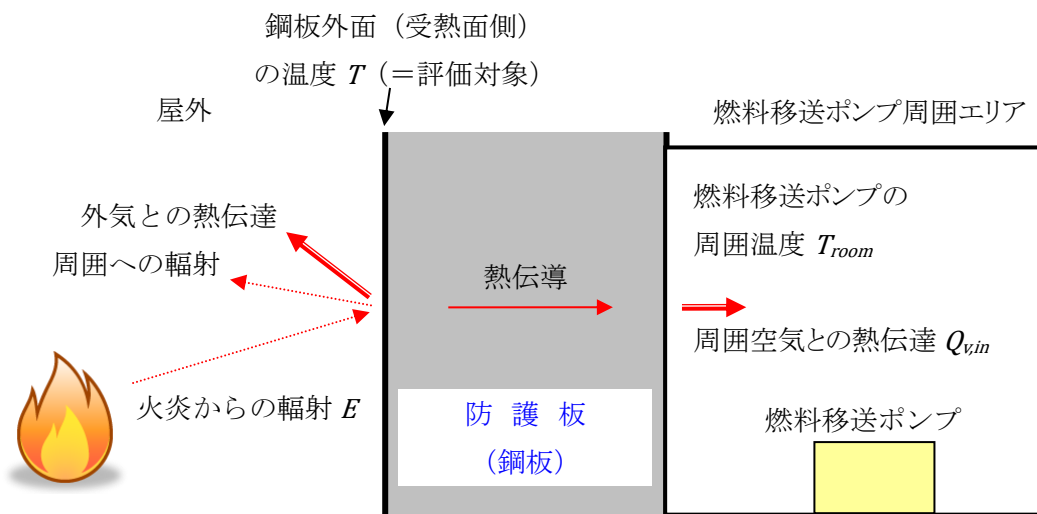 鋼板外面（受熱面側）
の温度 T（＝評価対象）
屋外
燃料移送ポンプ周囲エリア
外気との熱伝達
周囲への輻射
熱伝導
燃料移送ポンプの
周囲温度 Troom
周囲空気との熱伝達 Qv,in
火炎からの輻射 E
防 護 板
（鋼板）
燃料移送ポンプ